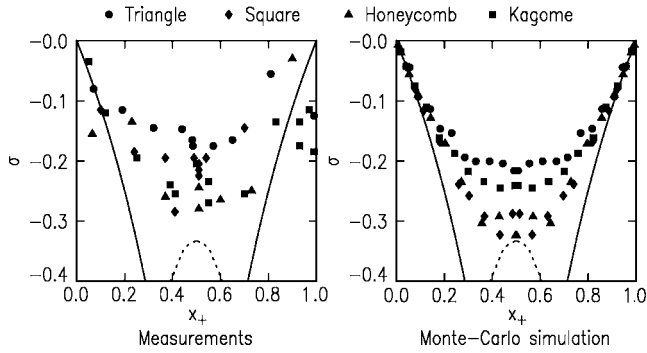 Triangle Square Honeycomb Kagome
−0.0 −0.0
−0.1 −0.1
−0.2 −0.2
−0.3 −0.3
−0.4 −0.4
σ σ
0.0 0.2 0.4 0.6 0.8 1.0 0.0 0.2 0.4 0.6 0.8 1.0
x+ x+
Measurements Monte−Carlo simulation